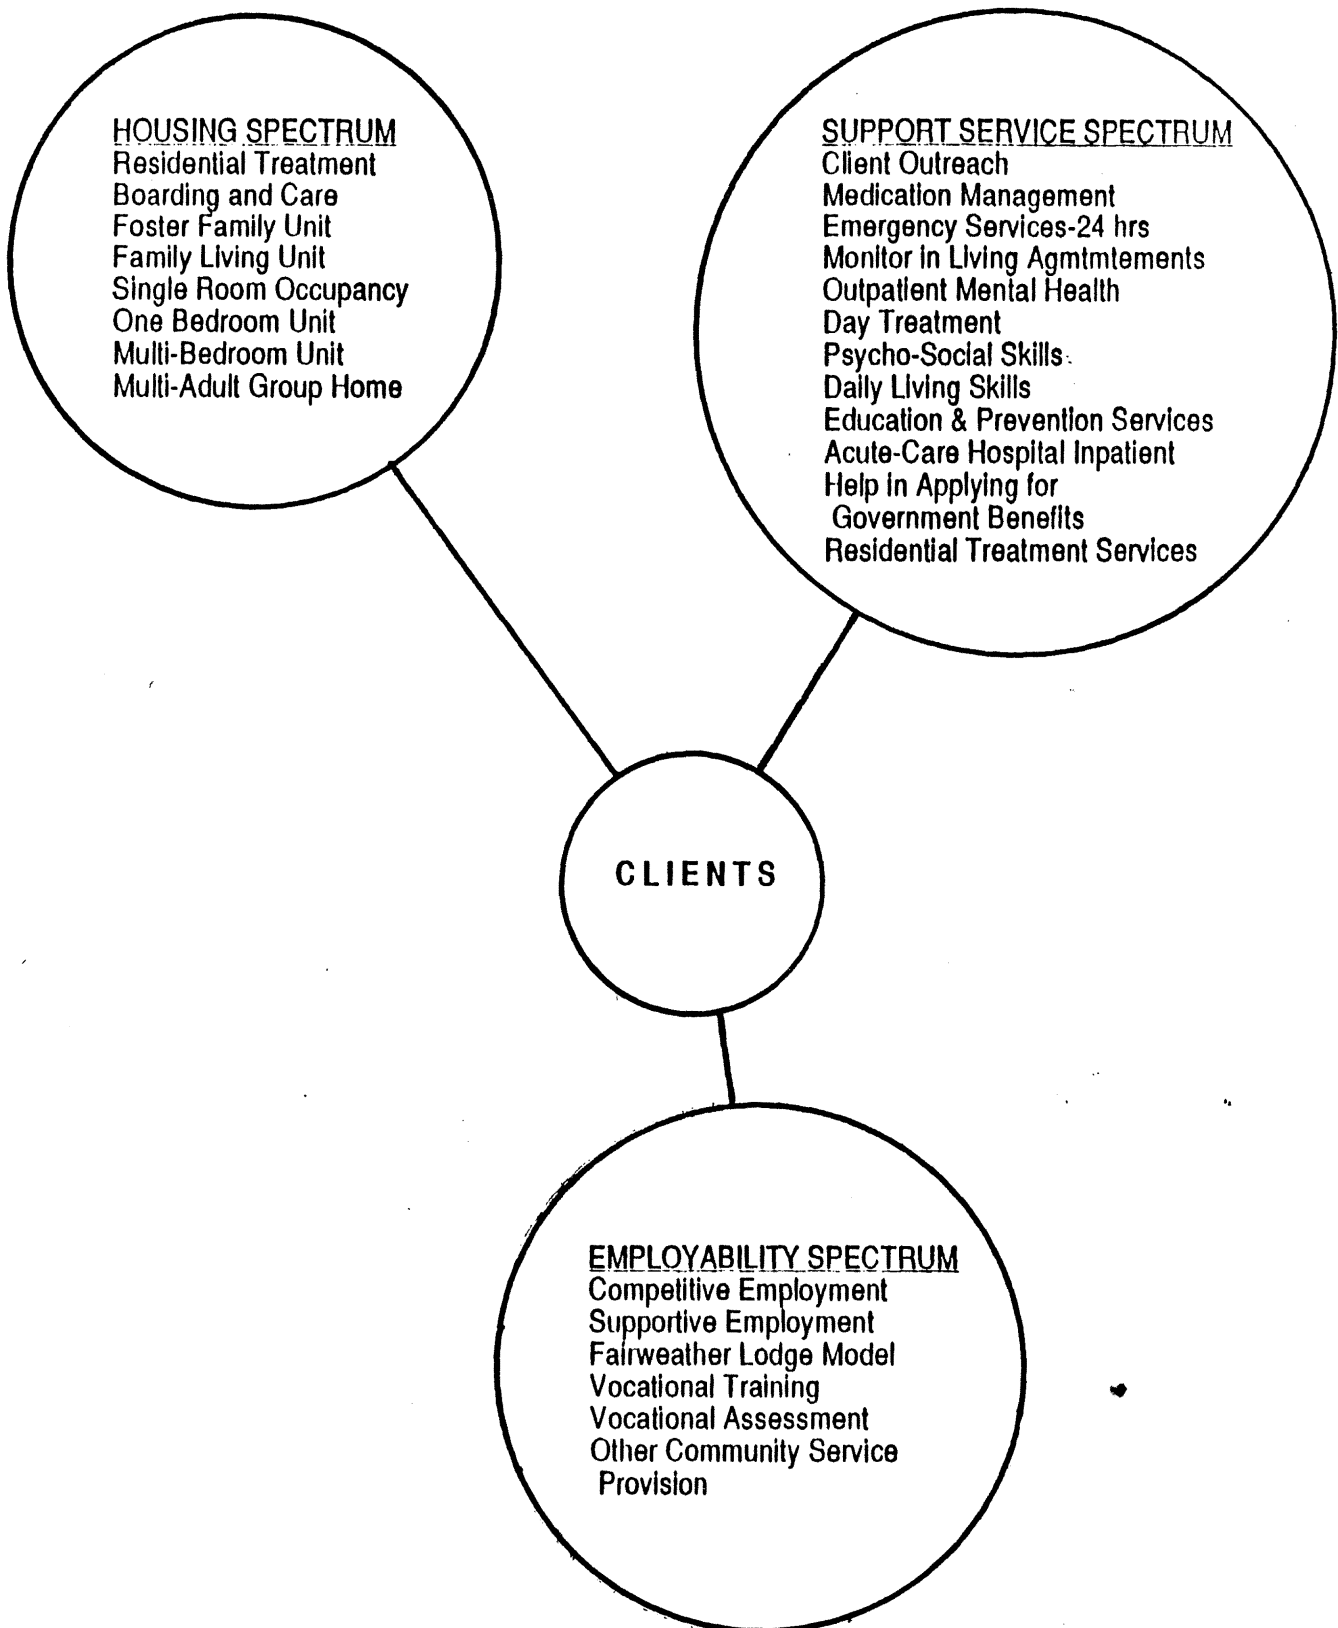 HOUSING SPECTRUM
Residential Treatment
Boarding and Care
Foster Family Unit
Family Living Unit
Single Room Occupancy
One Bedroom Unit
Multi-Bedroom Unit
Multi-Adult Group Home
SUPPORT SERVICE SPECTRUM
Client Outreach
Medication Management
Emergency Services-24 hrs
Monitor in Living Agmtmtements
Outpatient Mental Health
Day Treatment
Psycho-Social Skills
Daily Living Skills
Education & Prevention Services
Acute-Care Hospital Inpatient
Help in Applying for
Government Benefits
Residential Treatment Services
CLIENTS
EMPLOYABILITY SPECTRUM
Competitive Employment
Supportive Employment
Fairweather Lodge Model
Vocational Training
Vocational Assessment
Other Community Service
Provision